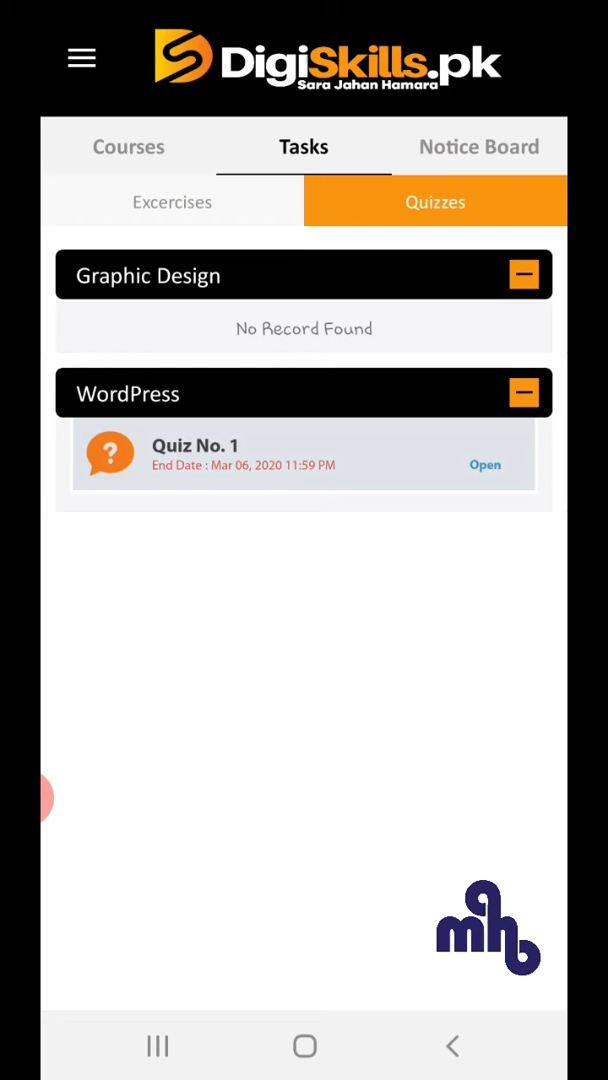 DigiSkills.pk
Sara Jahan Hamara
Courses
Tasks
Notice Board
Excercises
Quizzes
Graphic Design
No Record Found
WordPress
Quiz No. 1
End Date : Mar 06, 2020 11:59 PM
Open
mhb